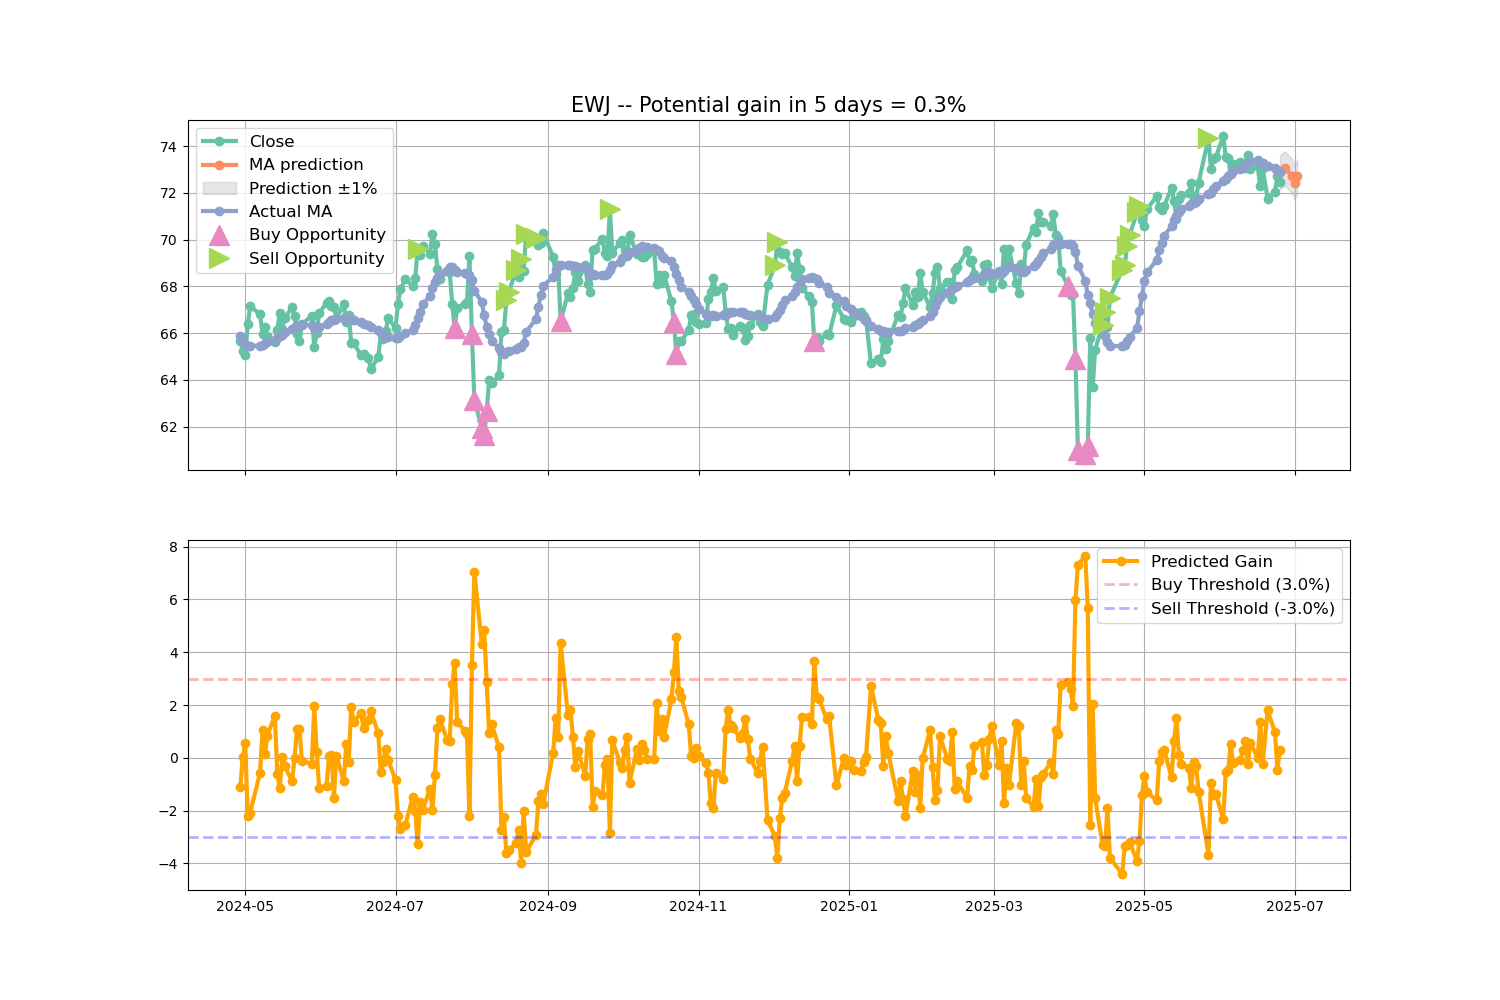 EWJ -- Potential gain in 5 days = 0.3%
Close
MA prediction
Prediction ±1%
Actual MA
Buy Opportunity
Sell Opportunity
74
72
70
68
66
64
62
Predicted Gain
Buy Threshold (3.0%)
Sell Threshold (-3.0%)
8
6
4
2
0
−2
−4
2024-05 2024-07 2024-09 2024-11 2025-01 2025-03 2025-05 2025-07